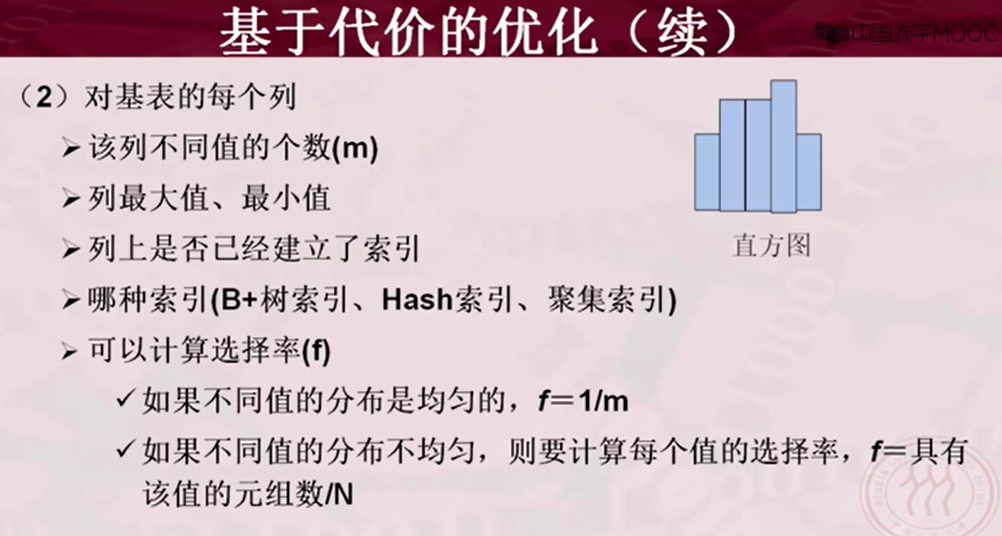 基于代价的优化（续）
中国大学MOOC
（2）对基表的每个列
➢该列不同值的个数(m)
➢列最大值、最小值
➢列上是否已经建立了索引
直方图
➢哪种索引(B+树索引、Hash索引、聚集索引)
➢可以计算选择率(f)
✓如果不同值的分布是均匀的，f＝1/m
✓如果不同值的分布不均匀，则要计算每个值的选择率，f＝具有
该值的元组数/N